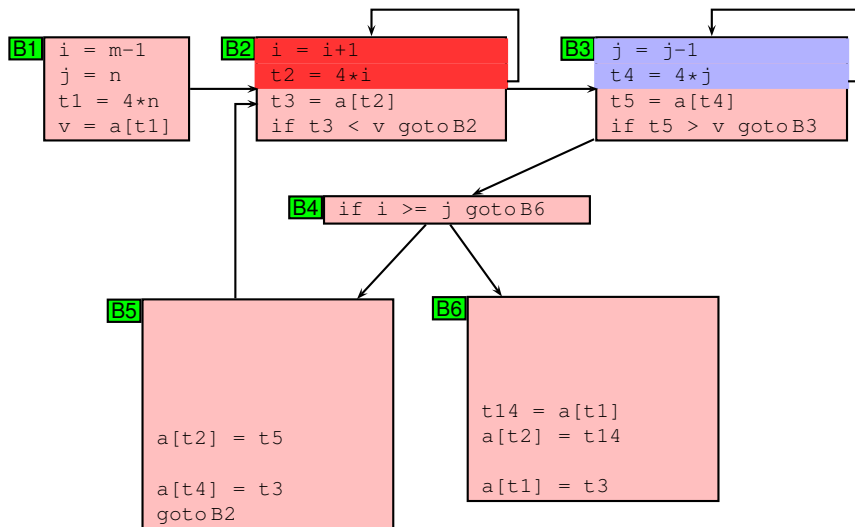 B1
i = m-1
j = n
t1 = 4*n
v = a[t1]
B2
i = i+1
t2 = 4*i
t3 = a[t2]
if t3 < v goto B2
B3
j = j-1
t4 = 4*j
t5 = a[t4]
if t5 > v goto B3
B4
if i >= j goto B6
B5
a[t2] = t5
a[t4] = t3
goto B2
B6
t14 = a[t1]
a[t2] = t14
a[t1] = t3